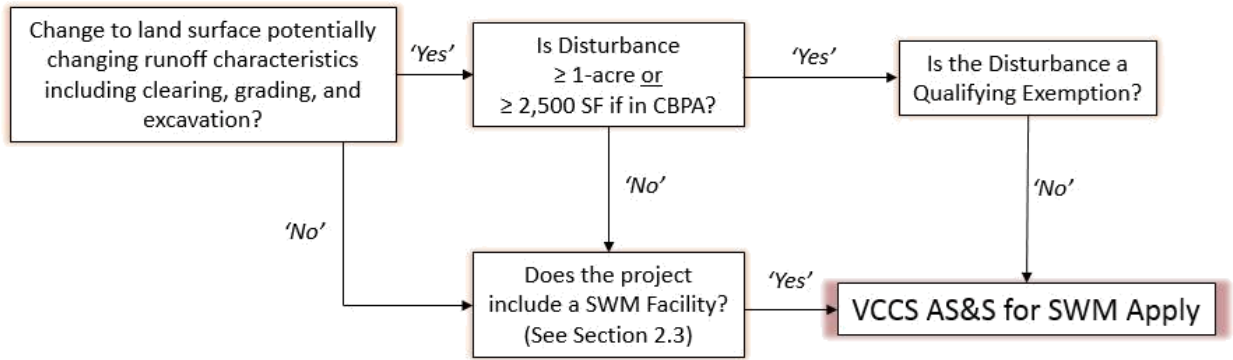 Change to land surface potentially
changing runoff characteristics
including clearing, grading, and
excavation?
‘Yes’
Is Disturbance
≥ 1-acre or
≥ 2,500 SF if in CBPA?
‘Yes’
Is the Disturbance a
Qualifying Exemption?
‘No’
‘No’
‘No’
Does the project
include a SWM Facility?
(See Section 2.3)
‘Yes’
VCCS AS&S for SWM Apply